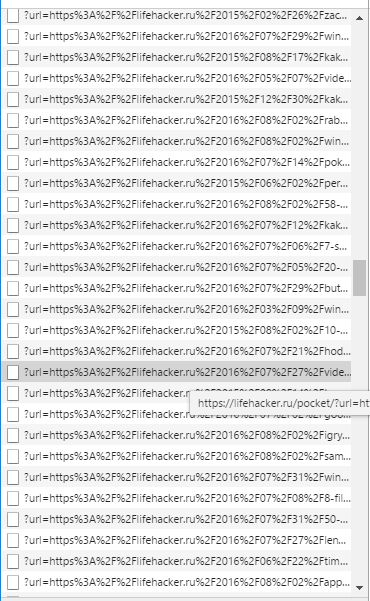 ?url=https%3A%2F%2Flifehacker.ru%2F2015%2F02%2F26%2Fzac...
?url=https%3A%2F%2Flifehacker.ru%2F2016%2F07%2F29%2Fwin...
?url=https%3A%2F%2Flifehacker.ru%2F2015%2F08%2F17%2Fkak...
?url=https%3A%2F%2Flifehacker.ru%2F2016%2F05%2F07%2Fvide...
?url=https%3A%2F%2Flifehacker.ru%2F2015%2F12%2F30%2Fkak...
?url=https%3A%2F%2Flifehacker.ru%2F2016%2F08%2F02%2Frab...
?url=https%3A%2F%2Flifehacker.ru%2F2016%2F08%2F02%2Fwin...
?url=https%3A%2F%2Flifehacker.ru%2F2016%2F07%2F14%2Fpok...
?url=https%3A%2F%2Flifehacker.ru%2F2015%2F06%2F02%2Fper...
?url=https%3A%2F%2Flifehacker.ru%2F2016%2F08%2F02%2F58-...
?url=https%3A%2F%2Flifehacker.ru%2F2016%2F07%2F12%2Fkak...
?url=https%3A%2F%2Flifehacker.ru%2F2016%2F07%2F06%2F7-s...
?url=https%3A%2F%2Flifehacker.ru%2F2016%2F07%2F05%2F20-...
?url=https%3A%2F%2Flifehacker.ru%2F2016%2F07%2F29%2Fbut...
?url=https%3A%2F%2Flifehacker.ru%2F2016%2F03%2F09%2Fwin...
?url=https%3A%2F%2Flifehacker.ru%2F2015%2F08%2F02%2F10-...
?url=https%3A%2F%2Flifehacker.ru%2F2016%2F07%2F21%2Fhod...
?url=https%3A%2F%2Flifehacker.ru%2F2016%2F07%2F27%2Fvide...
?url=https%3A%2F%2Flifehacker.ru
https://lifehacker.ru/pocket/?url=ht
?url=https%3A%2F%2Flifehacker.ru
?url=https%3A%2F%2Flifehacker.ru%2F2016%2F08%2F02%2Figry...
?url=https%3A%2F%2Flifehacker.ru%2F2016%2F08%2F02%2Fsam...
?url=https%3A%2F%2Flifehacker.ru%2F2016%2F07%2F31%2Fwin...
?url=https%3A%2F%2Flifehacker.ru%2F2016%2F07%2F08%2F8-fil...
?url=https%3A%2F%2Flifehacker.ru%2F2016%2F07%2F31%2F50-...
?url=https%3A%2F%2Flifehacker.ru%2F2016%2F07%2F27%2Flen...
?url=https%3A%2F%2Flifehacker.ru%2F2016%2F06%2F22%2Ftim...
?url=https%3A%2F%2Flifehacker.ru%2F2016%2F08%2F02%2Fapp...